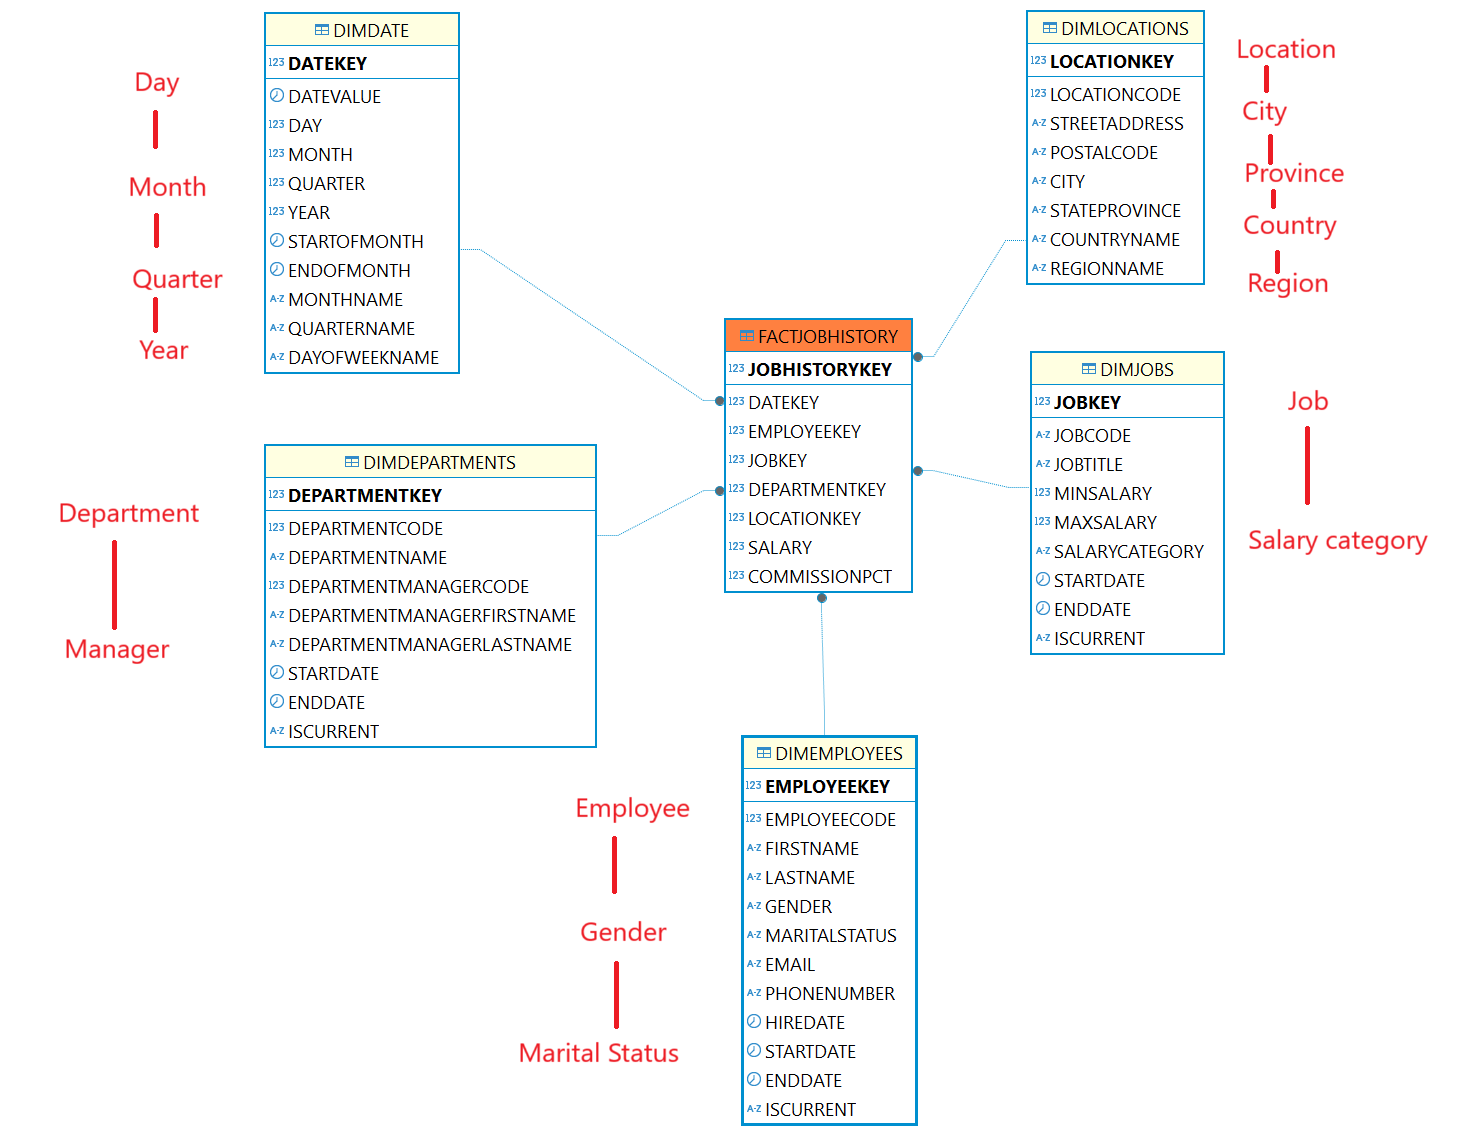 DIMDATE
123 DATEKEY
DATEVALUE
123 DAY
123 MONTH
123 QUARTER
123 YEAR
STARTOFMONTH
ENDOFMONTH
A-Z MONTHNAME
A-Z QUARTERNAME
A-Z DAYOFWEEKNAME
Day
Month
Quarter
Year
DIMLOCATIONS
123 LOCATIONKEY
123 LOCATIONCODE
A-Z STREETADDRESS
A-Z POSTALCODE
A-Z CITY
A-Z STATEPROVINCE
A-Z COUNTRYNAME
A-Z REGIONNAME
Location
City
Province
Country
Region
FACTJOBHISTORY
123 JOBHISTORYKEY
123 DATEKEY
123 EMPLOYEEKEY
123 JOBKEY
123 DEPARTMENTKEY
123 LOCATIONKEY
123 SALARY
123 COMMISSIONPCT
DIMJOBS
123 JOBKEY
A-Z JOBCODE
A-Z JOBTITLE
123 MINSALARY
123 MAXSALARY
A-Z SALARYCATEGORY
STARTDATE
ENDDATE
A-Z ISCURRENT
Job
Salary category
DIMDEPARTMENTS
123 DEPARTMENTKEY
123 DEPARTMENTCODE
A-Z DEPARTMENTNAME
123 DEPARTMENTMANAGERCODE
A-Z DEPARTMENTMANAGERFIRSTNAME
A-Z DEPARTMENTMANAGERLASTNAME
STARTDATE
ENDDATE
A-Z ISCURRENT
Department
Manager
DIMEMPLOYEES
123 EMPLOYEEKEY
123 EMPLOYEECODE
A-Z FIRSTNAME
A-Z LASTNAME
A-Z GENDER
A-Z MARITALSTATUS
A-Z EMAIL
A-Z PHONENUMBER
HIREDATE
STARTDATE
ENDDATE
A-Z ISCURRENT
Employee
Gender
Marital Status